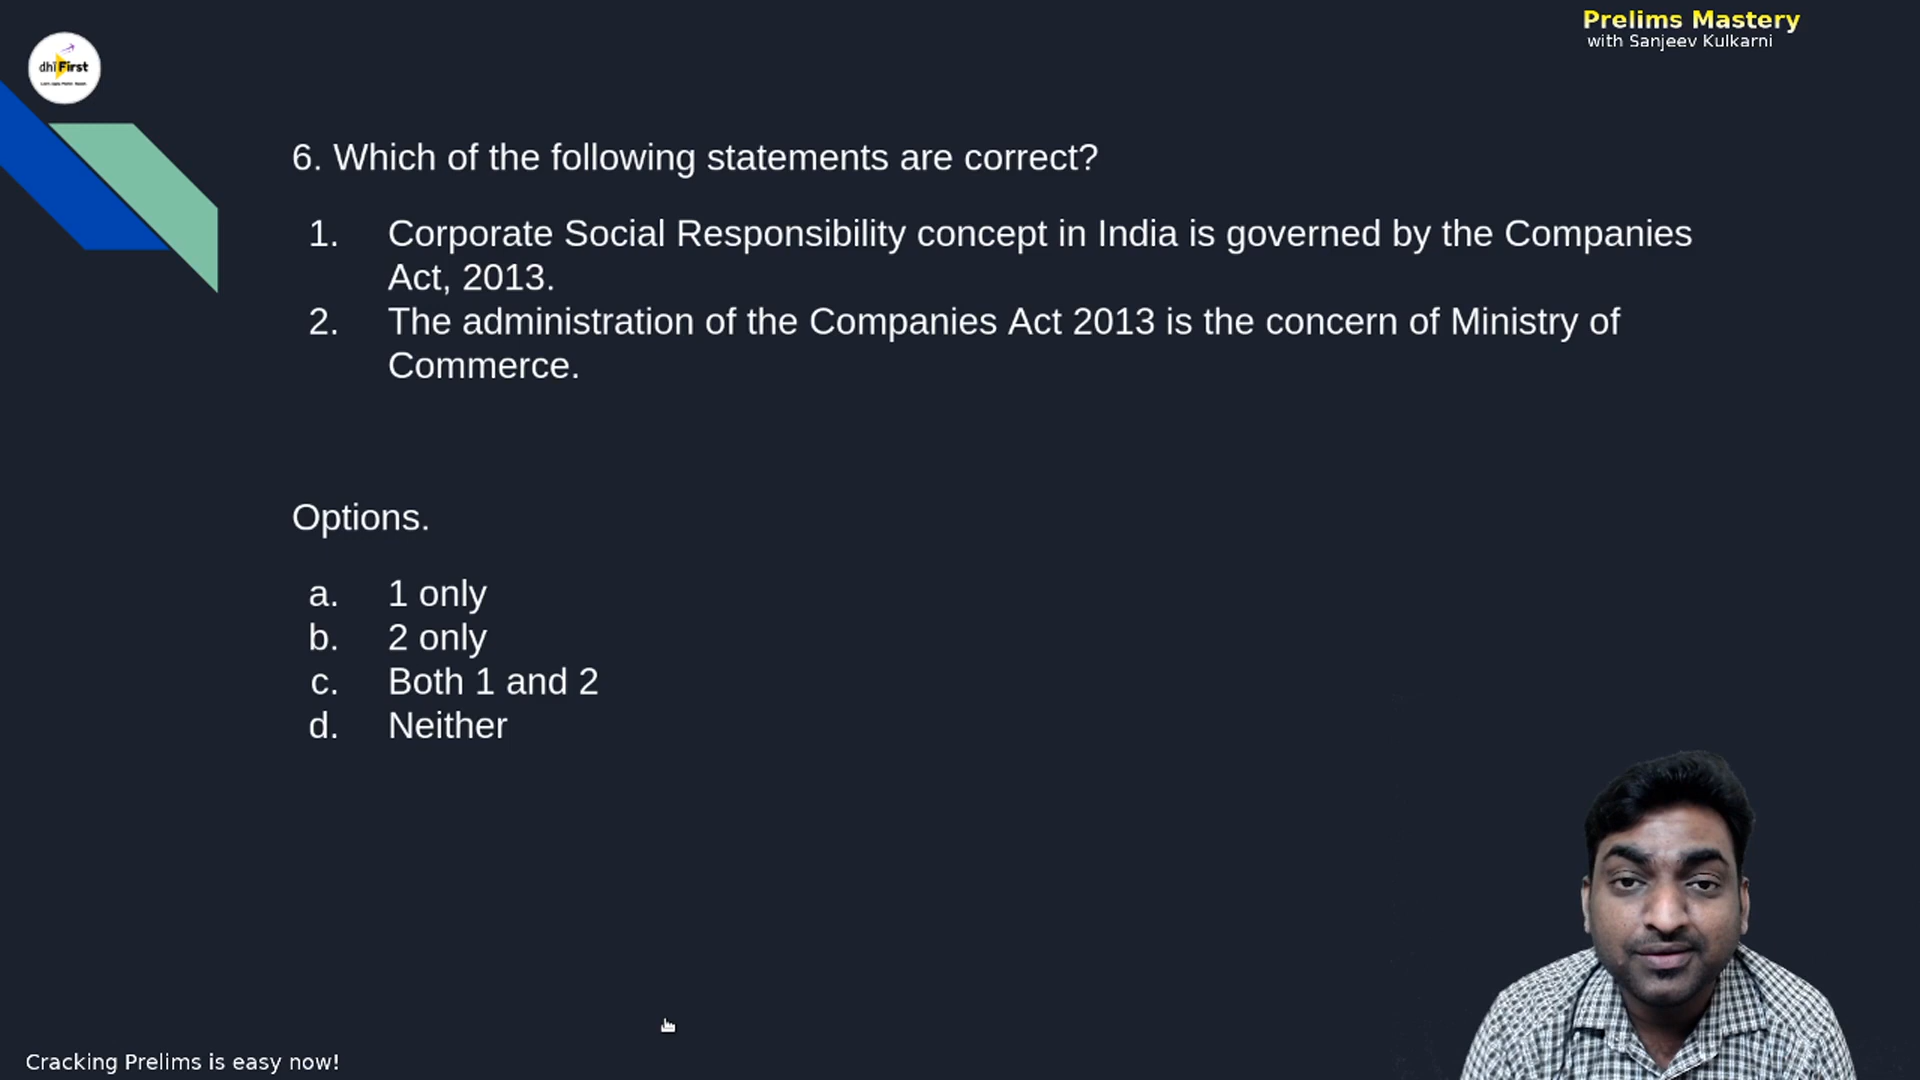 Prelims Mastery
with Sanjeev Kulkarni
dhi First
6. Which of the following statements are correct?
1. Corporate Social Responsibility concept in India is governed by the Companies
Act, 2013.
2. The administration of the Companies Act 2013 is the concern of Ministry of
Commerce.
Options.
a. 1 only
b. 2 only
c. Both 1 and 2
d. Neither
Cracking Prelims is easy now!